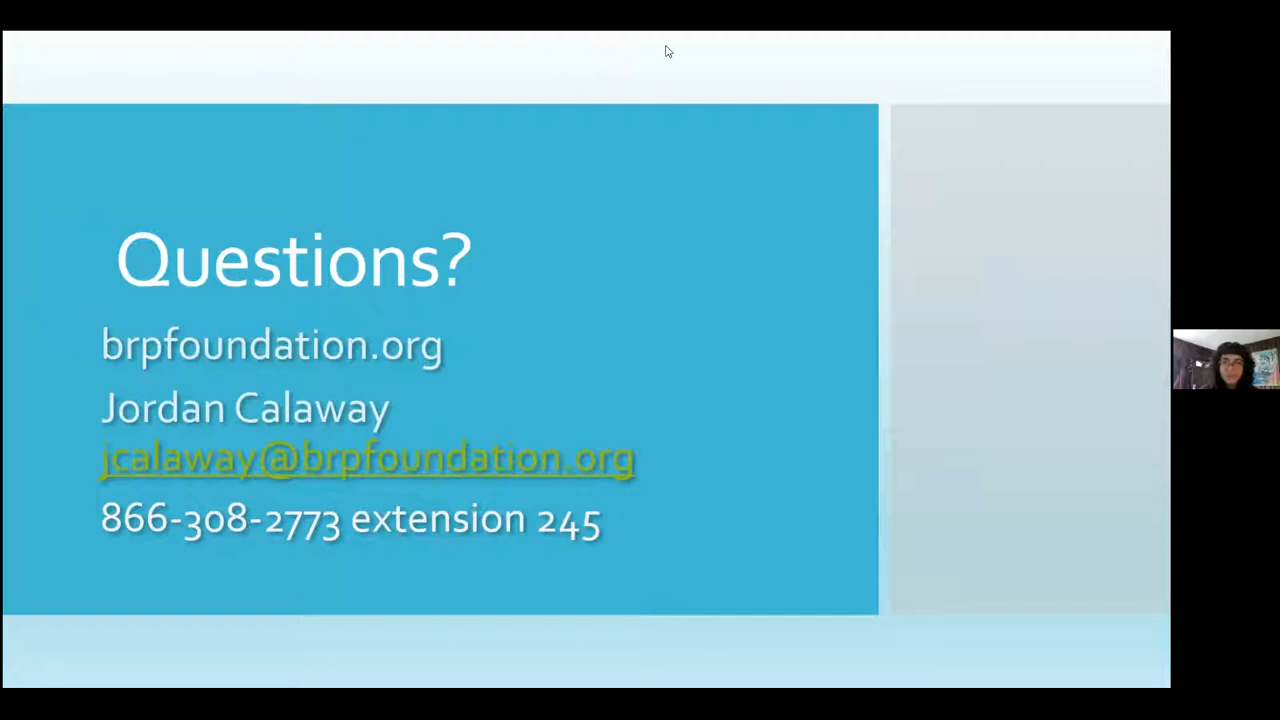 Questions?
brpfoundation.org
Jordan Calaway
jcalaway@brpfoundation.org
866-308-2773 extension 245